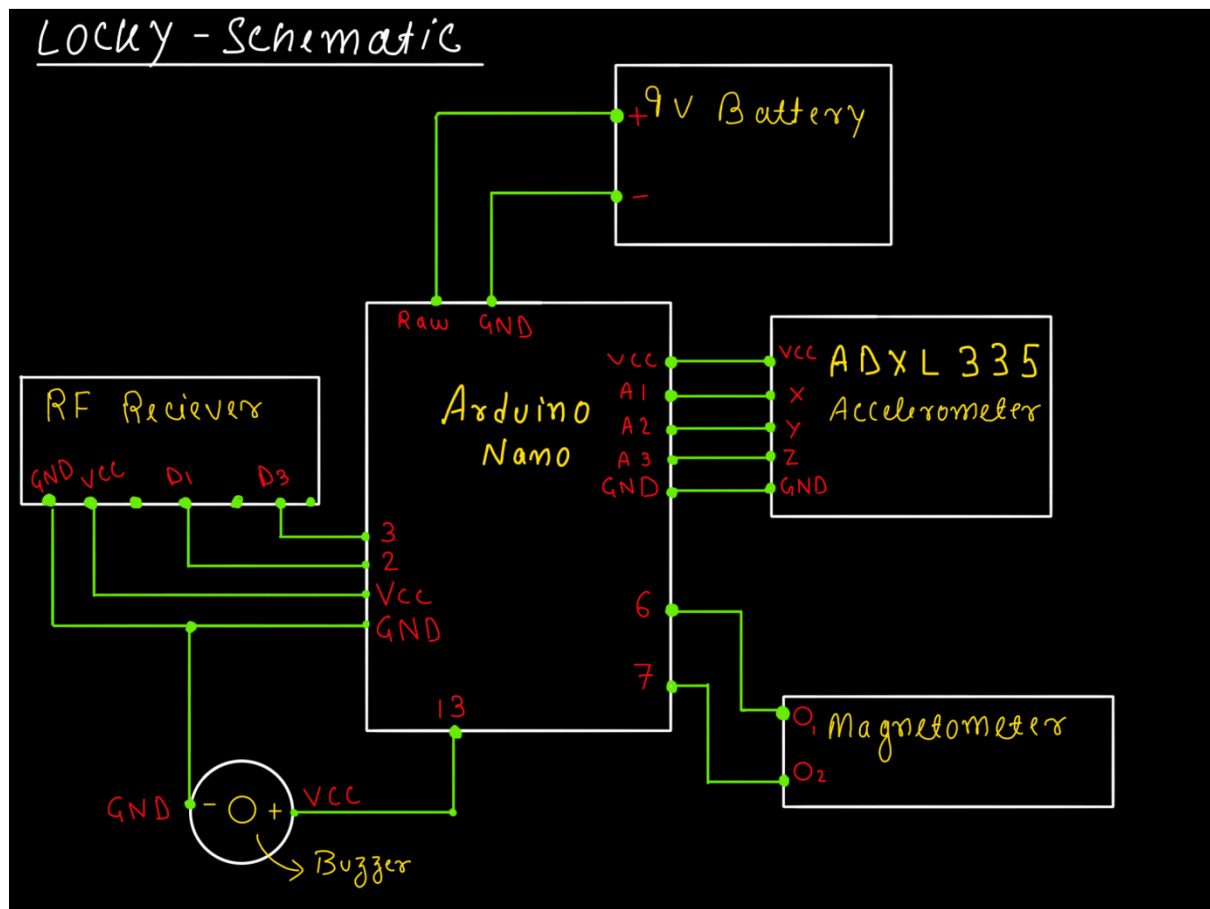 Locky - Schematic
9V Battery
+
-
Raw GND
Arduino
Nano
VCC
A1
A2
A3
GND
VCC
X
Y
Z
GND
ADXL 335
Accelerometer
RF Reciever
GND VCC D1 D3
3
2
VCC
GND
6
7
13
O1
O2
Magnetometer
GND - +  VCC
Buzzer